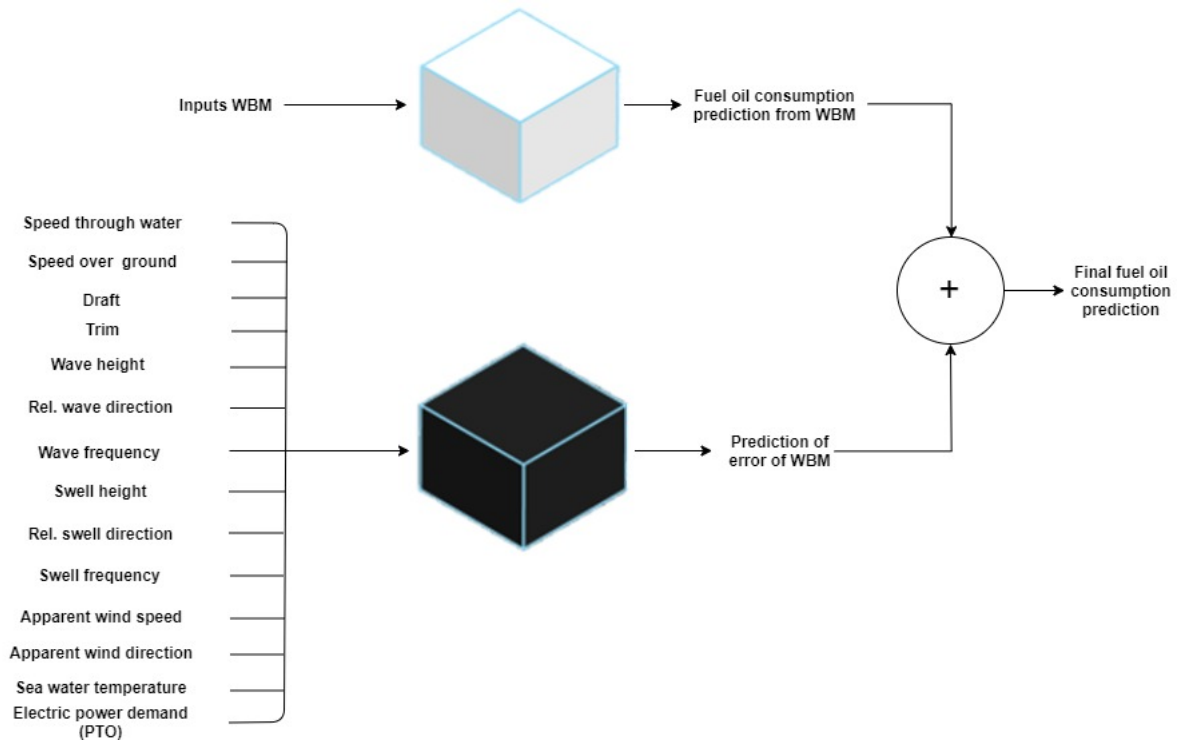 Inputs WBM
Fuel oil consumption
prediction from WBM
Speed through water
Speed over ground
Draft
Trim
Wave height
Rel. wave direction
Wave frequency
Swell height
Rel. swell direction
Swell frequency
Apparent wind speed
Apparent wind direction
Sea water temperature
Electric power demand
(PTO)
Prediction of
error of WBM
+
Final fuel oil
consumption
prediction